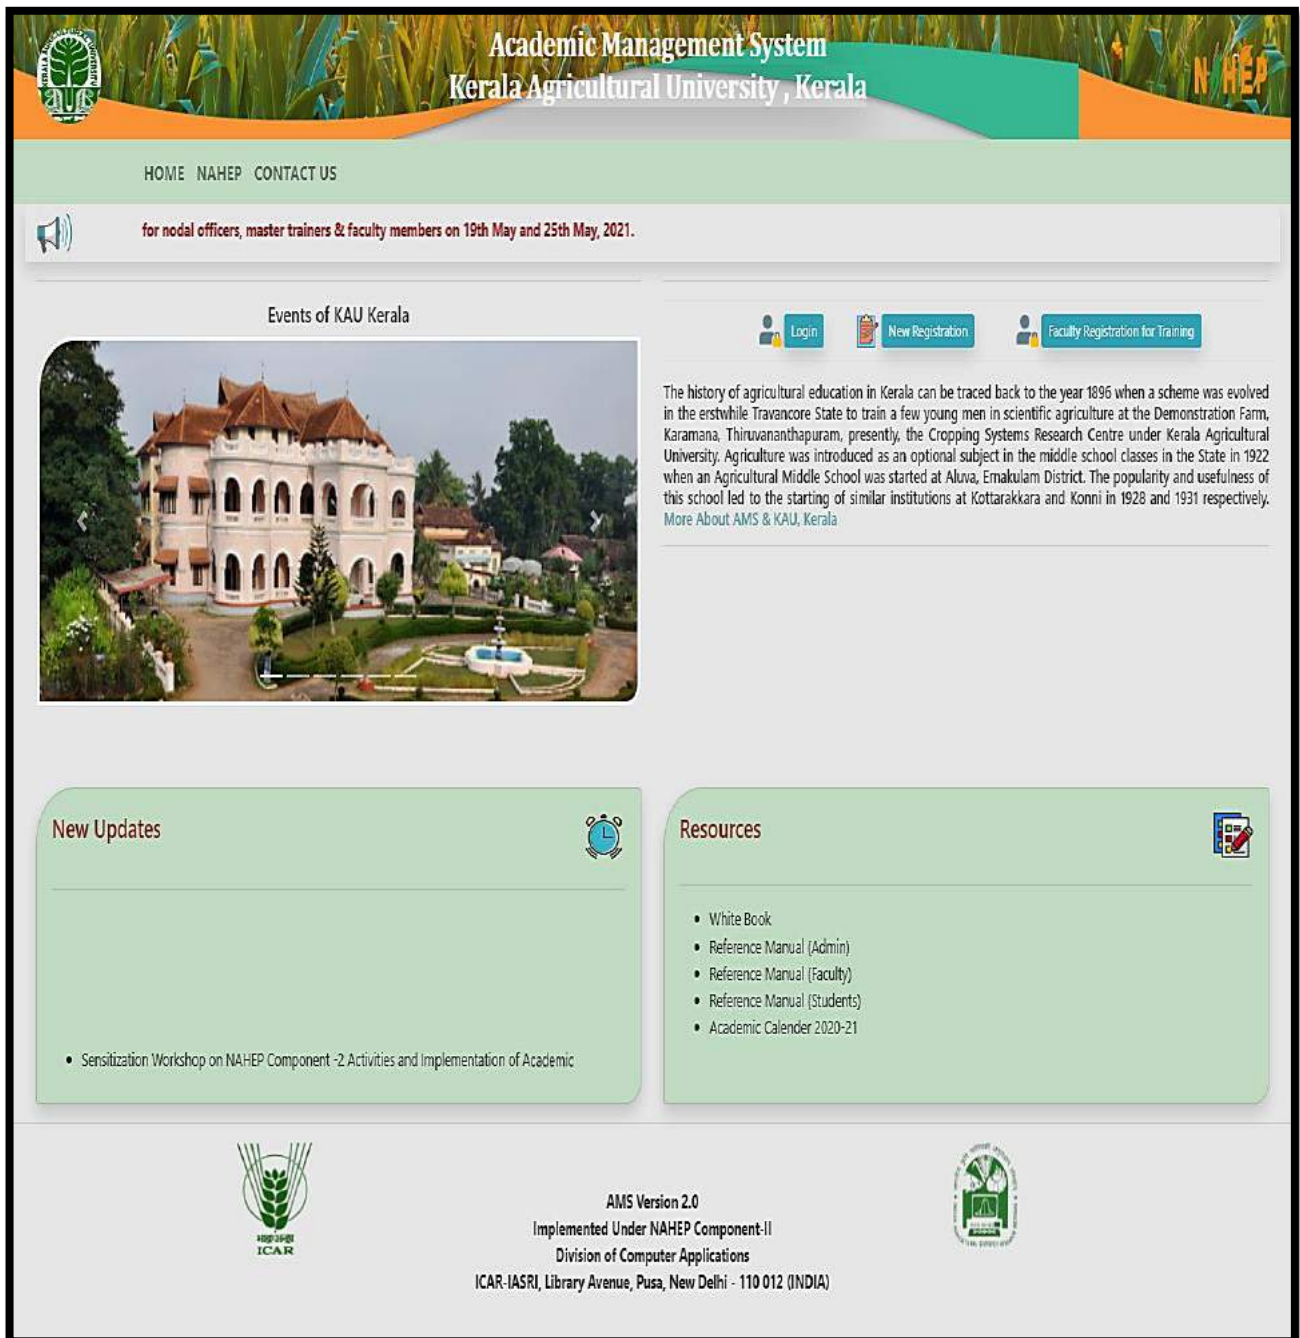 Academic Management System
Kerala Agricultural University , Kerala
HOME NAHEP CONTACT US
for nodal officers, master trainers & faculty members on 19th May and 25th May, 2021.
Events of KAU Kerala
Login New Registration Faculty Registration for Training
The history of agricultural education in Kerala can be traced back to the year 1896 when a scheme was evolved
in the erstwhile Travancore State to train a few young men in scientific agriculture at the Demonstration Farm,
Karamana, Thiruvananthapuram, presently, the Cropping Systems Research Centre under Kerala Agricultural
University. Agriculture was introduced as an optional subject in the middle school classes in the State in 1922
when an Agricultural Middle School was started at Aluva, Ernakulam District. The popularity and usefulness of
this school led to the starting of similar institutions at Kottarakkara and Konni in 1928 and 1931 respectively.
More About AMS & KAU, Kerala
New Updates
• Sensitization Workshop on NAHEP Component -2 Activities and Implementation of Academic
Resources
• White Book
• Reference Manual (Admin)
• Reference Manual (Faculty)
• Reference Manual (Students)
• Academic Calender 2020-21
ICAR
AMS Version 2.0
Implemented Under NAHEP Component-II
Division of Computer Applications
ICAR-IASRI, Library Avenue, Pusa, New Delhi - 110 012 (INDIA)